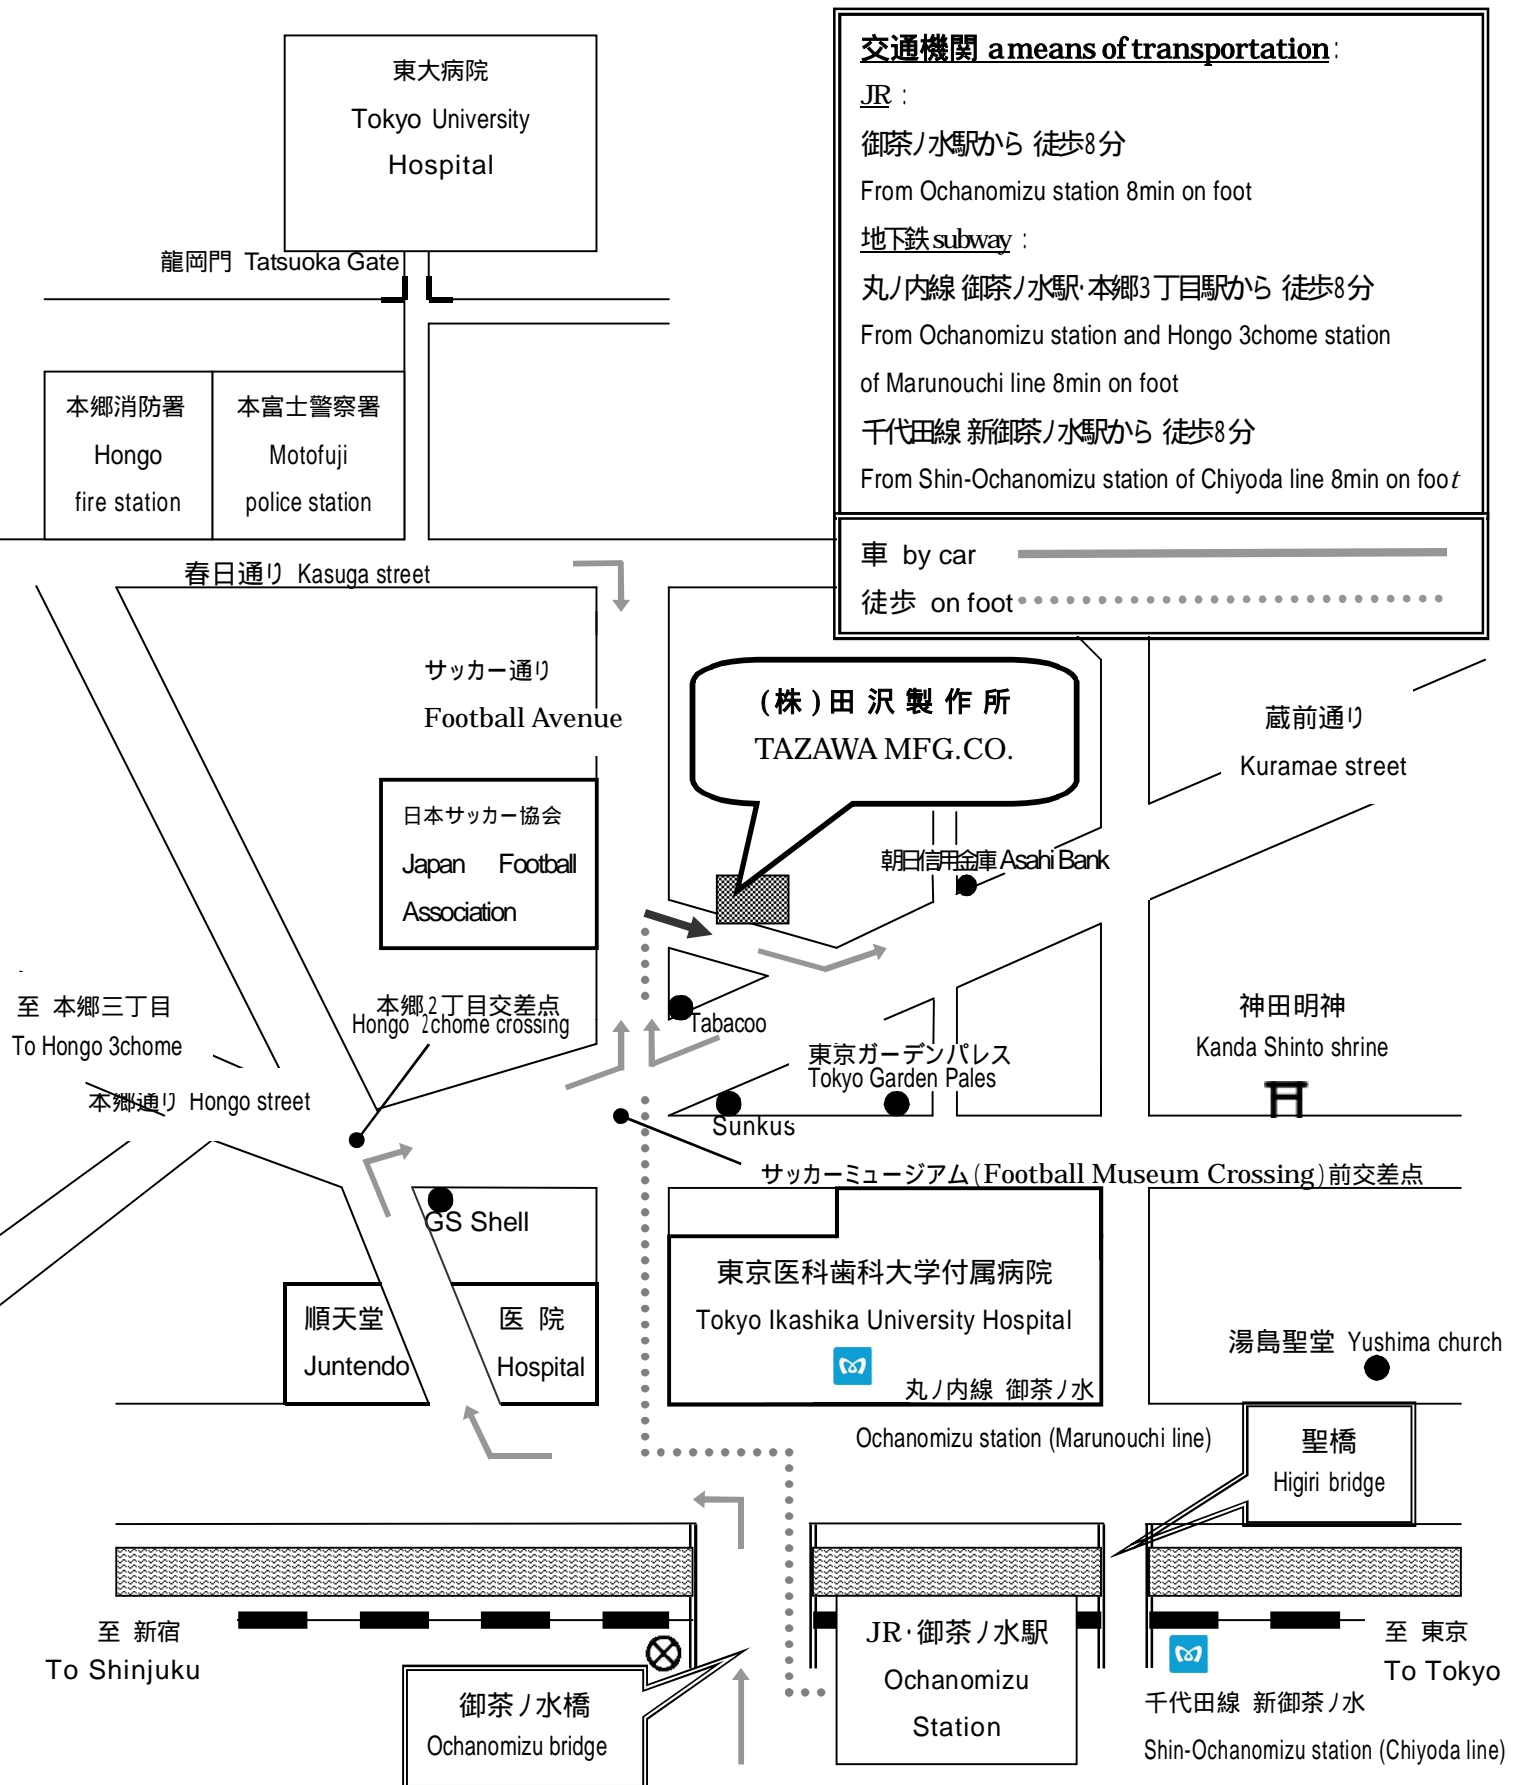 東大病院
Tokyo University
Hospital
龍岡門 Tatsuoka Gate
本郷消防署
Hongo
fire station
本富士警察署
Motofuji
police station
交通機関 a means of transportation:
JR :
御茶ノ水駅から 徒歩8分
From Ochanomizu station 8min on foot
地下鉄 subway :
丸ノ内線 御茶ノ水駅・本郷3丁目駅から 徒歩8分
From Ochanomizu station and Hongo 3chome station
of Marunouchi line 8min on foot
千代田線 新御茶ノ水駅から 徒歩8分
From Shin-Ochanomizu station of Chiyoda line 8min on foot
車 by car
徒歩 on foot
春日通り Kasuga street
サッカー通り
Football Avenue
(株)田沢製作所
TAZAWA MFG.CO.
蔵前通り
Kuramae street
日本サッカー協会
Japan Football
Association
朝日信用金庫 Asahi Bank
至 本郷三丁目
To Hongo 3chome
本郷2丁目交差点
Hongo 2chome crossing
Tabacoo
東京ガーデンパレス
Tokyo Garden Pales
神田明神
Kanda Shinto shrine
本郷通り Hongo street
Sunkus
サッカーミュージアム(Football Museum Crossing)前交差点
GS Shell
順天堂
Juntendo
医院
Hospital
東京医科歯科大学付属病院
Tokyo Ikashika University Hospital
丸ノ内線 御茶ノ水
Ochanomizu station (Marunouchi line)
湯島聖堂 Yushima church
聖橋
Higiri bridge
至 新宿
To Shinjuku
御茶ノ水橋
Ochanomizu bridge
JR・御茶ノ水駅
Ochanomizu
Station
至 東京
To Tokyo
千代田線 新御茶ノ水
Shin-Ochanomizu station (Chiyoda line)